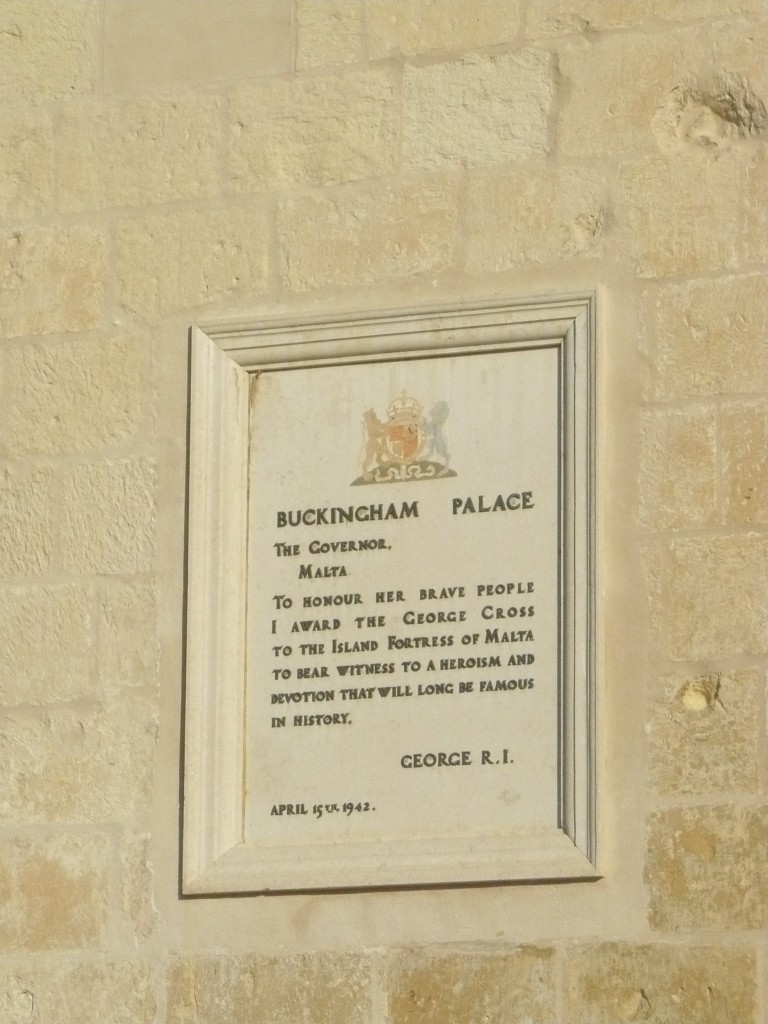 BUCKINGHAM PALACE
THE GOVERNOR,
MALTA
TO HONOUR HER BRAVE PEOPLE
I AWARD THE GEORGE CROSS
TO THE ISLAND FORTRESS OF MALTA
TO BEAR WITNESS TO A HEROISM AND
DEVOTION THAT WILL LONG BE FAMOUS
IN HISTORY.
GEORGE R.I.
APRIL 15TH. 1942.